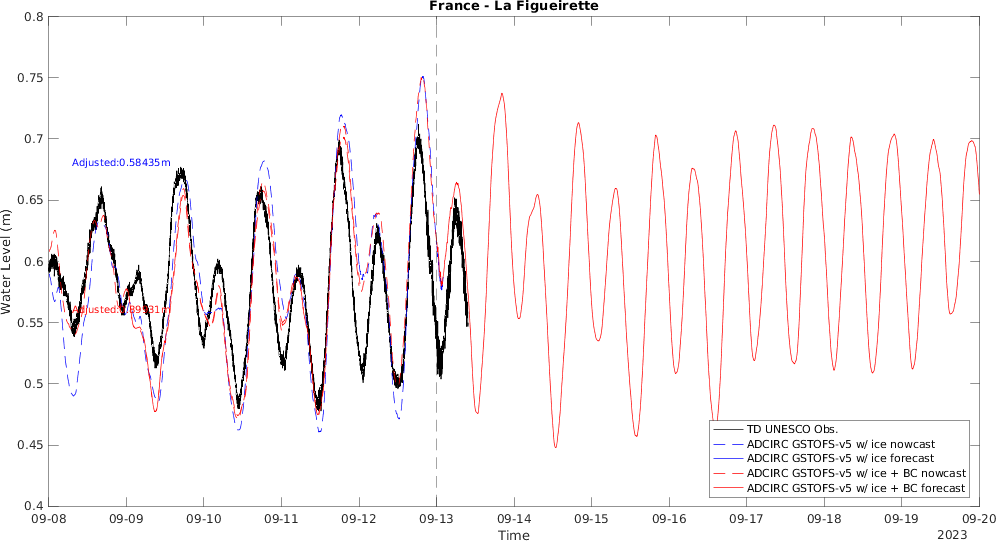 France - La Figueirette
0.8
0.75
0.7
0.65
0.6
0.55
0.5
0.45
0.4
Water Level (m)
Adjusted:0.58435m
TD UNESCO Obs.
ADCIRC GSTOFS-v5 w/ ice nowcast
ADCIRC GSTOFS-v5 w/ ice forecast
ADCIRC GSTOFS-v5 w/ ice + BC nowcast
ADCIRC GSTOFS-v5 w/ ice + BC forecast
09-08 09-09 09-10 09-11 09-12 09-13 09-14 09-15 09-16 09-17 09-18 09-19 09-20
Time
2023